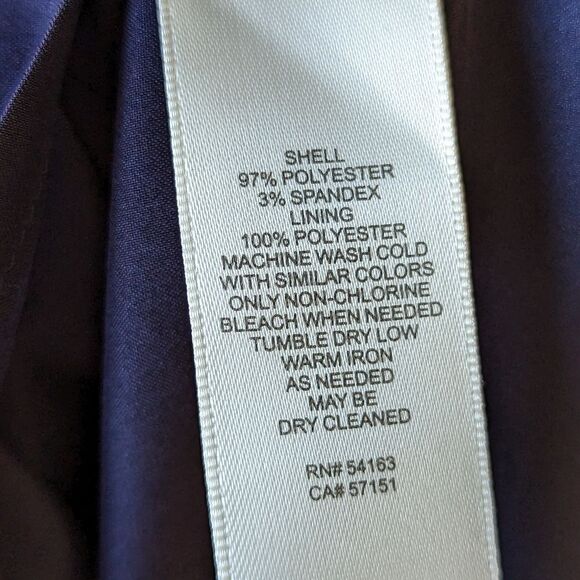 SHELL
97% POLYESTER
3% SPANDEX
LINING
100% POLYESTER
MACHINE WASH COLD
WITH SIMILAR COLORS
ONLY NON-CHLORINE
BLEACH WHEN NEEDED
TUMBLE DRY LOW
WARM IRON
AS NEEDED
MAY BE
DRY CLEANED
RN# 54163
CA# 57151